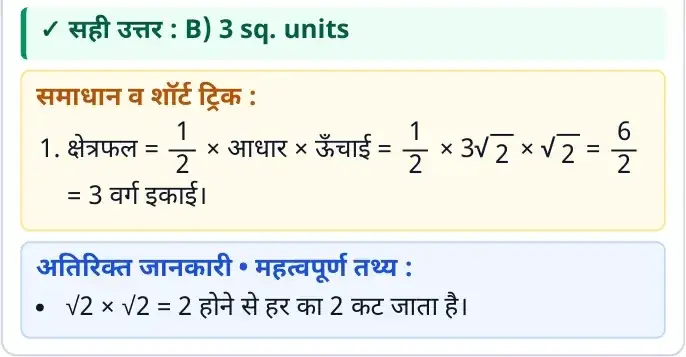 ✓ सही उत्तर : B) 3 sq. units
समाधान व शॉर्ट ट्रिक :
1. क्षेत्रफल = 1/2 × आधार × ऊँचाई = 1/2 × 3√2 × √2 = 6/2
= 3 वर्ग इकाई।
अतिरिक्त जानकारी • महत्वपूर्ण तथ्य :
• √2 × √2 = 2 होने से हर का 2 कट जाता है।